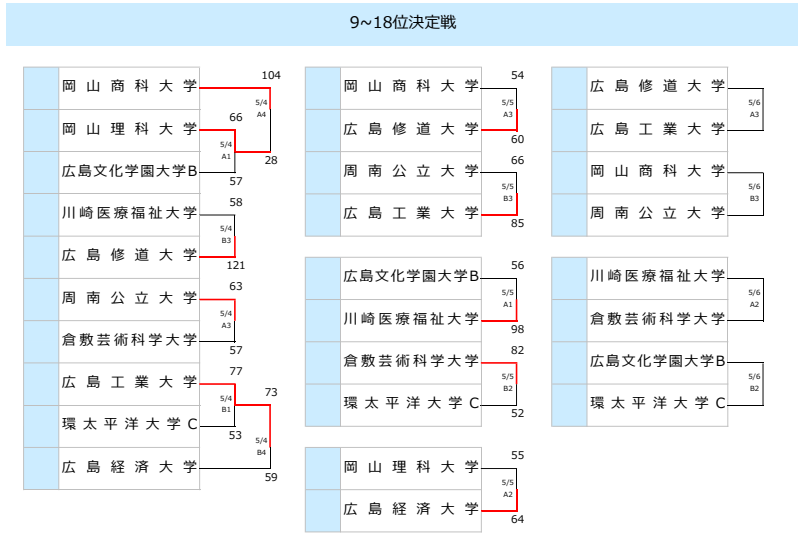 9~18位決定戦
岡山商科大学
104
5/4
A4
岡山理科大学
66
5/4
A1
28
広島文化学園大学B
57
川崎医療福祉大学
58
5/4
B3
広島修道大学
121
周南公立大学
63
5/4
A3
倉敷芸術科学大学
57
広島工業大学
77
5/4
B1
73
環太平洋大学C
53
5/4
B4
広島経済大学
59
岡山商科大学
54
5/5
A3
広島修道大学
60
周南公立大学
66
5/5
B3
広島工業大学
85
広島文化学園大学B
56
5/5
A1
川崎医療福祉大学
98
倉敷芸術科学大学
82
5/5
B2
環太平洋大学C
52
岡山理科大学
55
5/5
A2
広島経済大学
64
広島修道大学
5/6
A3
広島工業大学
岡山商科大学
5/6
B3
周南公立大学
川崎医療福祉大学
5/6
A2
倉敷芸術科学大学
広島文化学園大学B
5/6
B2
環太平洋大学C